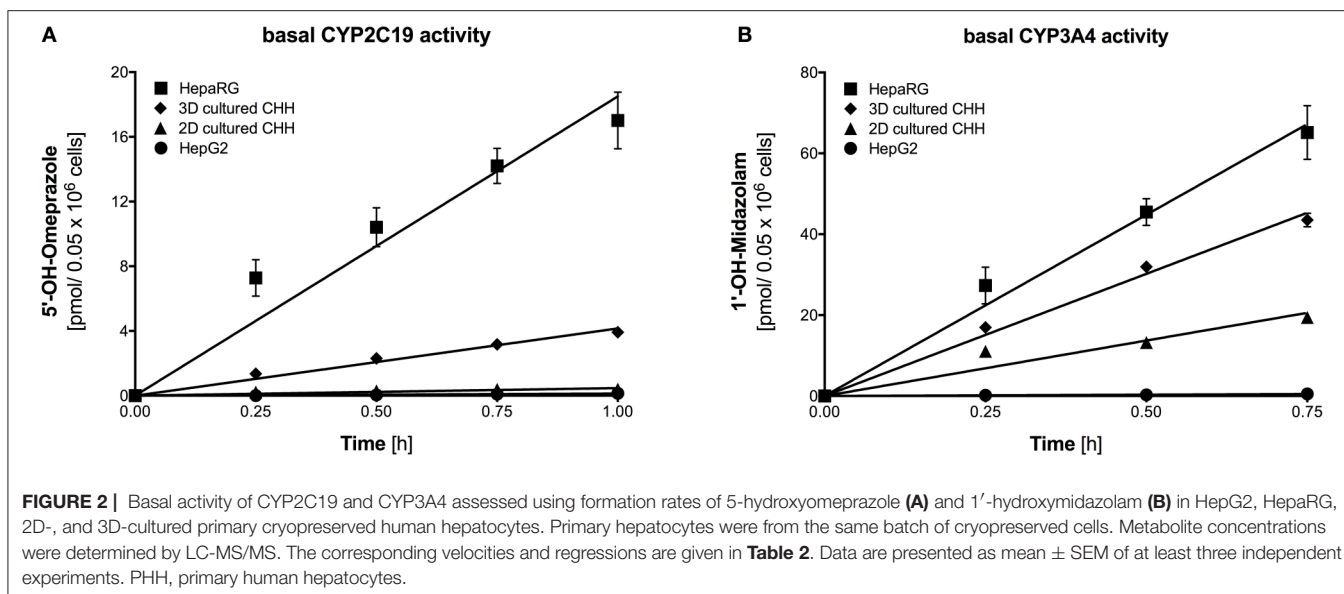 A
basal CYP2C19 activity
20
16
12
8
4
0
5'-OH-Omeprazole
[pmol/ 0.05 x 10⁶ cells]
HepaRG
3D cultured CHH
2D cultured CHH
HepG2
0.00 0.25 0.50 0.75 1.00
Time [h]
B
basal CYP3A4 activity
80
60
40
20
0
1'-OH-Midazolam
[pmol/ 0.05 x 10⁶ cells]
HepaRG
3D cultured CHH
2D cultured CHH
HepG2
0.00 0.25 0.50 0.75
Time [h]
FIGURE 2 | Basal activity of CYP2C19 and CYP3A4 assessed using formation rates of 5-hydroxyomeprazole (A) and 1′-hydroxymidazolam (B) in HepG2, HepaRG,
2D-, and 3D-cultured primary cryopreserved human hepatocytes. Primary hepatocytes were from the same batch of cryopreserved cells. Metabolite concentrations
were determined by LC-MS/MS. The corresponding velocities and regressions are given in Table 2. Data are presented as mean ± SEM of at least three independent
experiments. PHH, primary human hepatocytes.